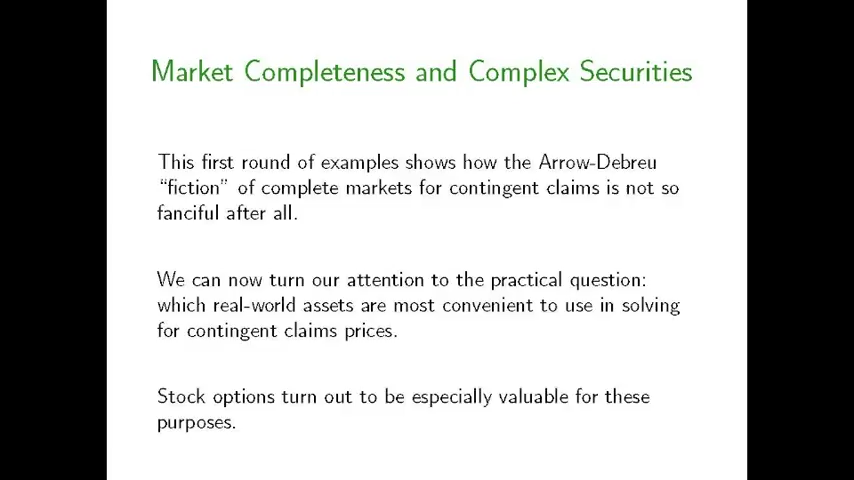 Market Completeness and Complex Securities
This first round of examples shows how the Arrow-Debreu
“fiction” of complete markets for contingent claims is not so
fanciful after all.
We can now turn our attention to the practical question:
which real-world assets are most convenient to use in solving
for contingent claims prices.
Stock options turn out to be especially valuable for these
purposes.